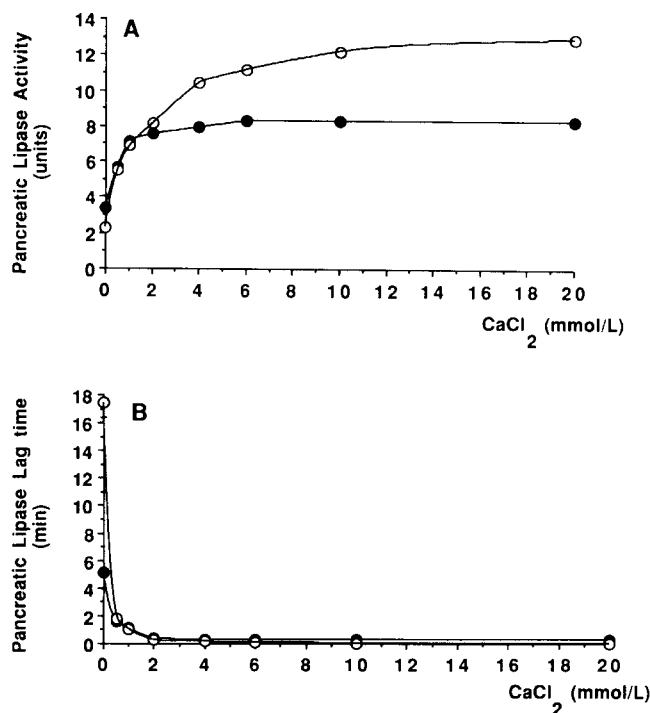 A
Pancreatic Lipase Activity
(units)
14
12
10
8
6
4
2
0
0 2 4 6 8 10 12 14 16 18 20
CaCl2 (mmol/L)
B
Pancreatic Lipase Lag time
(min)
18
16
14
12
10
8
6
4
2
0
0 2 4 6 8 10 12 14 16 18 20
CaCl2 (mmol/L)